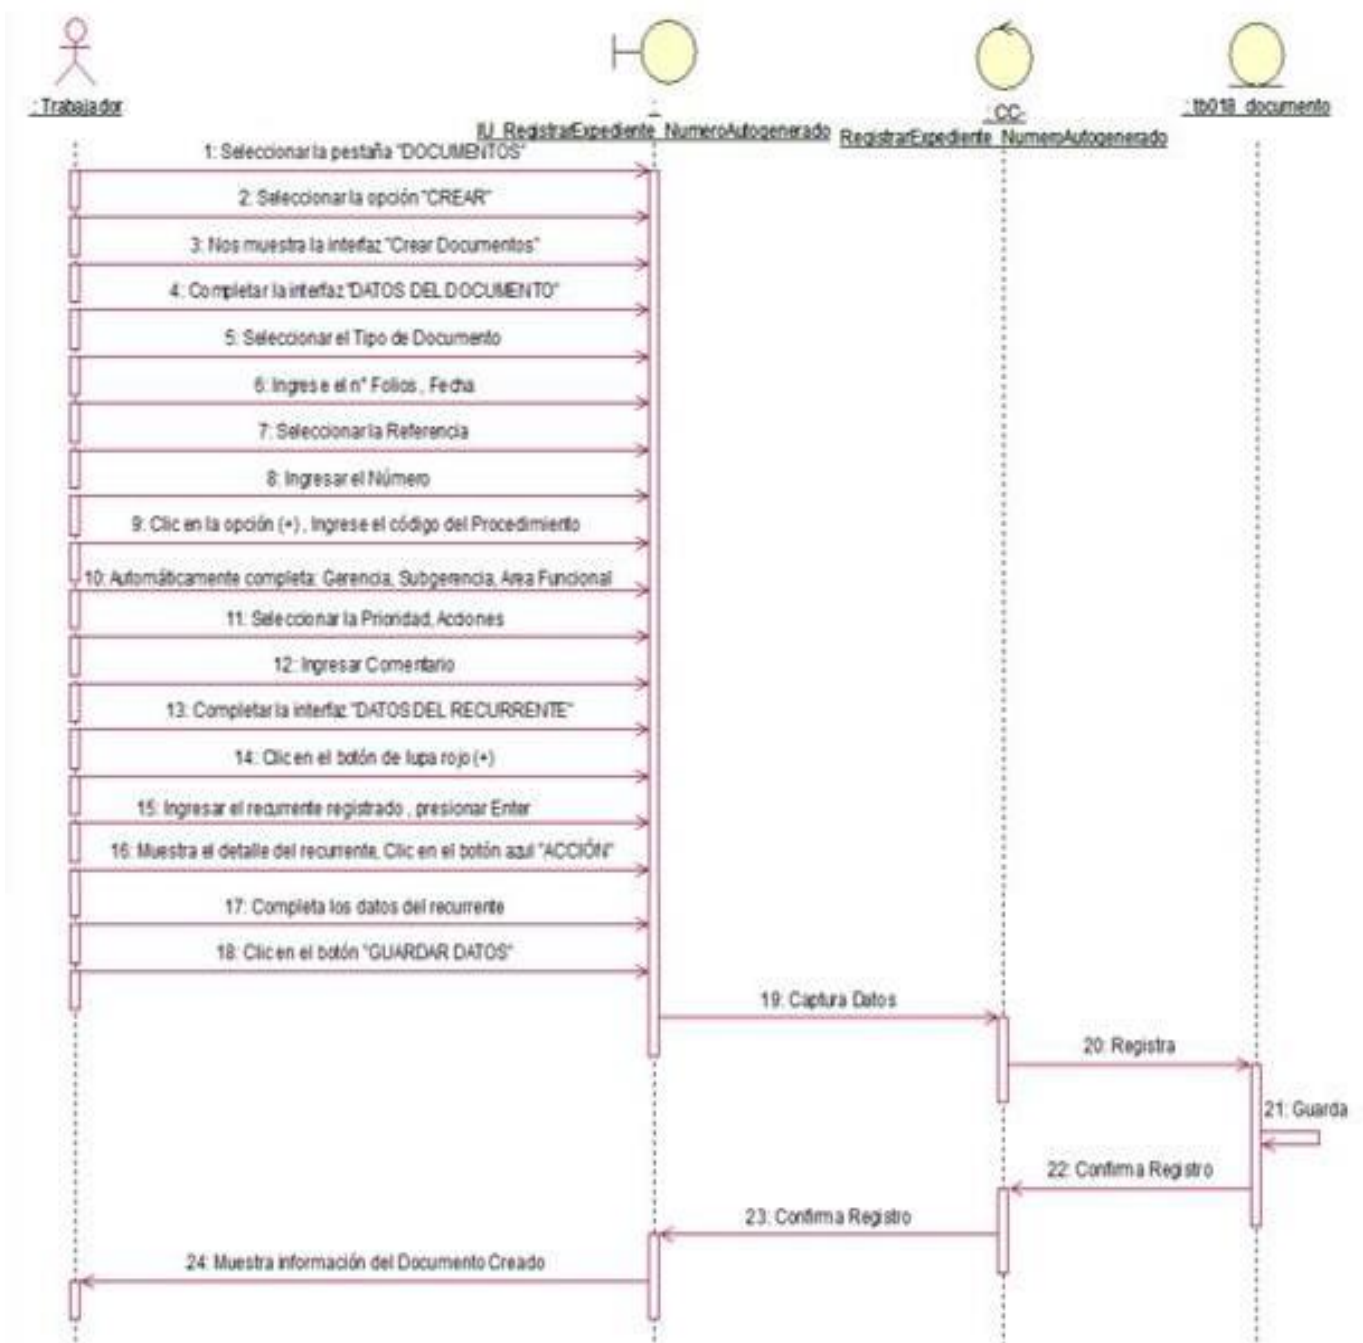 : Trabajador
:
IU_RegistrarExpediente_NumeroAutogenerado
: CC-
RegistrarExpediente_NumeroAutogenerado
: tb018_documento
1: Seleccionar la pestaña "DOCUMENTOS"
2: Seleccionar la opción "CREAR"
3: Nos muestra la interfaz "Crear Documentos"
4: Completar la interfaz "DATOS DEL DOCUMENTO"
5: Seleccionar el Tipo de Documento
6: Ingrese el n° Folios , Fecha
7: Seleccionar la Referencia
8: Ingresar el Número
9: Clic en la opción (+) , Ingrese el código del Procedimiento
10: Automáticamente completa: Gerencia, Subgerencia, Area Funcional
11: Seleccionar la Prioridad, Acciones
12: Ingresar Comentario
13: Completar la interfaz "DATOS DEL RECURRENTE"
14: Clic en el botón de lupa rojo (+)
15: Ingresar el recurrente registrado , presionar Enter
16: Muestra el detalle del recurrente, Clic en el botón azul "ACCIÓN"
17: Completa los datos del recurrente
18: Clic en el botón "GUARDAR DATOS"
19: Captura Datos
20: Registra
21: Guarda
22: Confirma Registro
23: Confirma Registro
24: Muestra información del Documento Creado